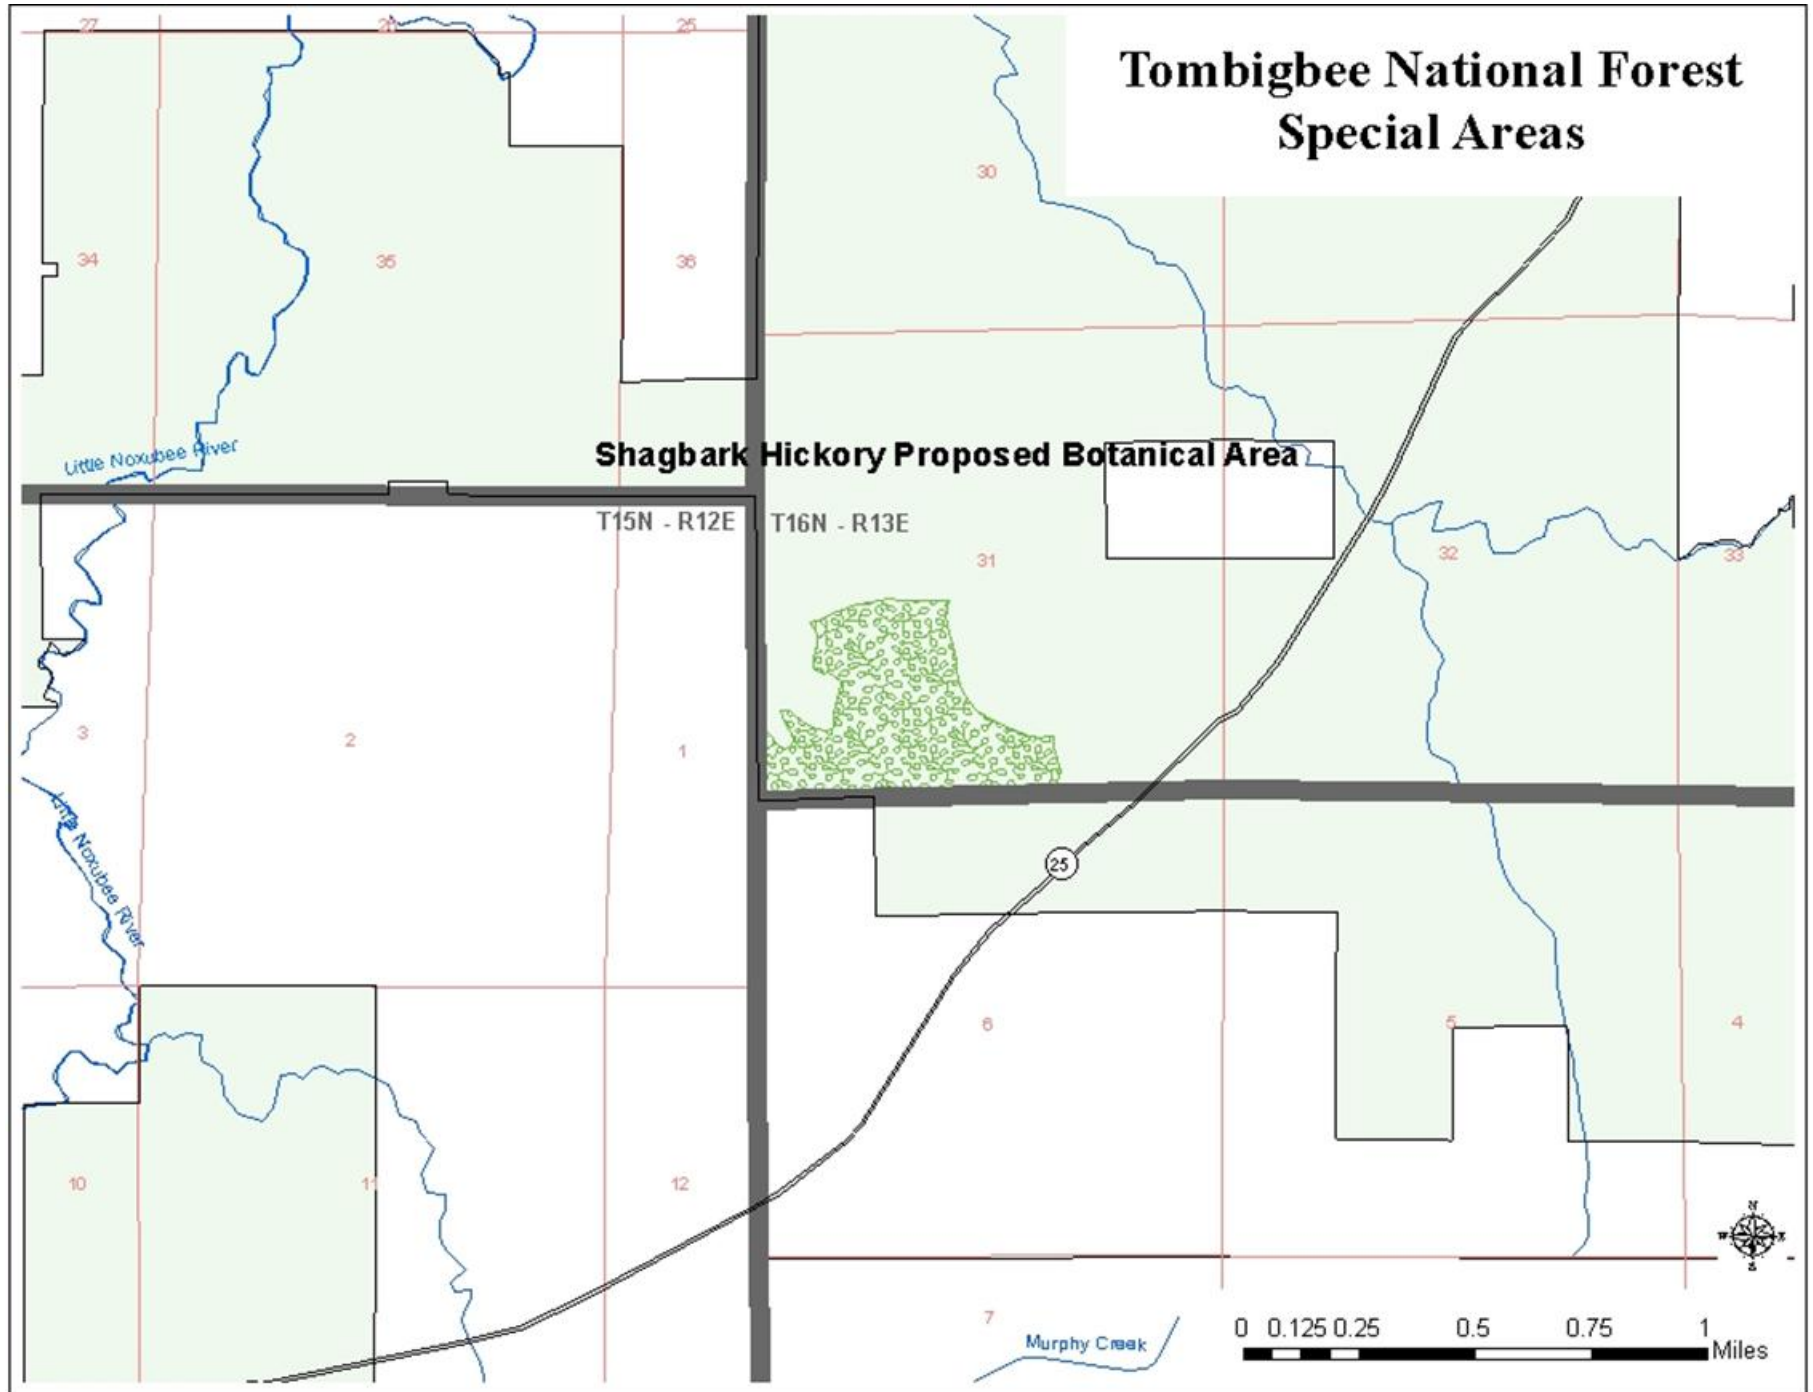 27
26
25
Tombigbee National Forest
Special Areas
30
34
35
36
Little Noxubee River
Shagbark Hickory Proposed Botanical Area
T15N - R12E
T16N - R13E
31
32
33
3
2
1
Little Noxubee River
25
6
5
4
10
11
12
N
W
E
S
7
Murphy Creek
0 0.125 0.25 0.5 0.75 1
Miles